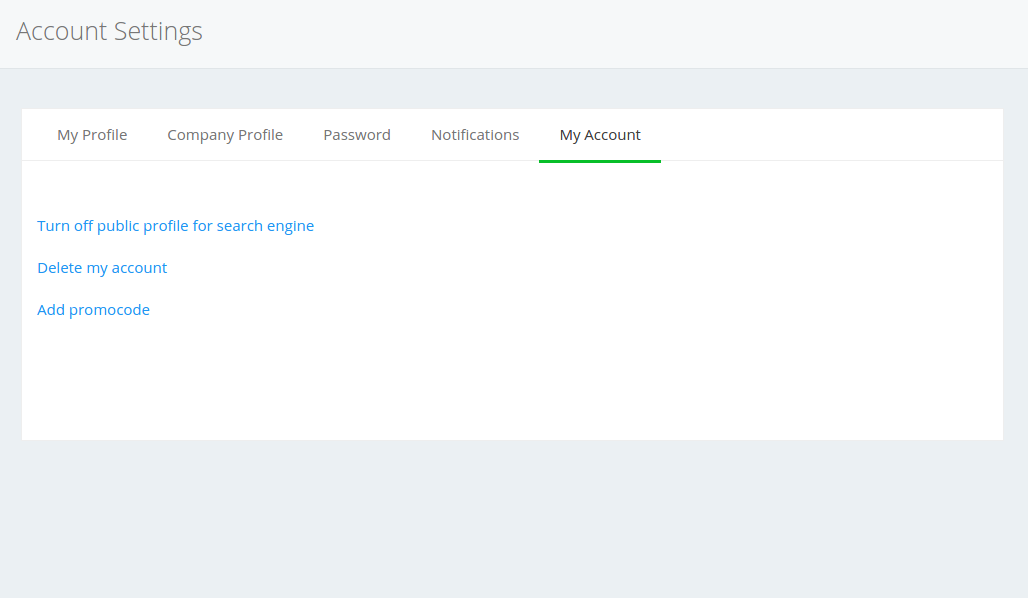 Account Settings
My Profile Company Profile Password Notifications My Account
Turn off public profile for search engine
Delete my account
Add promocode